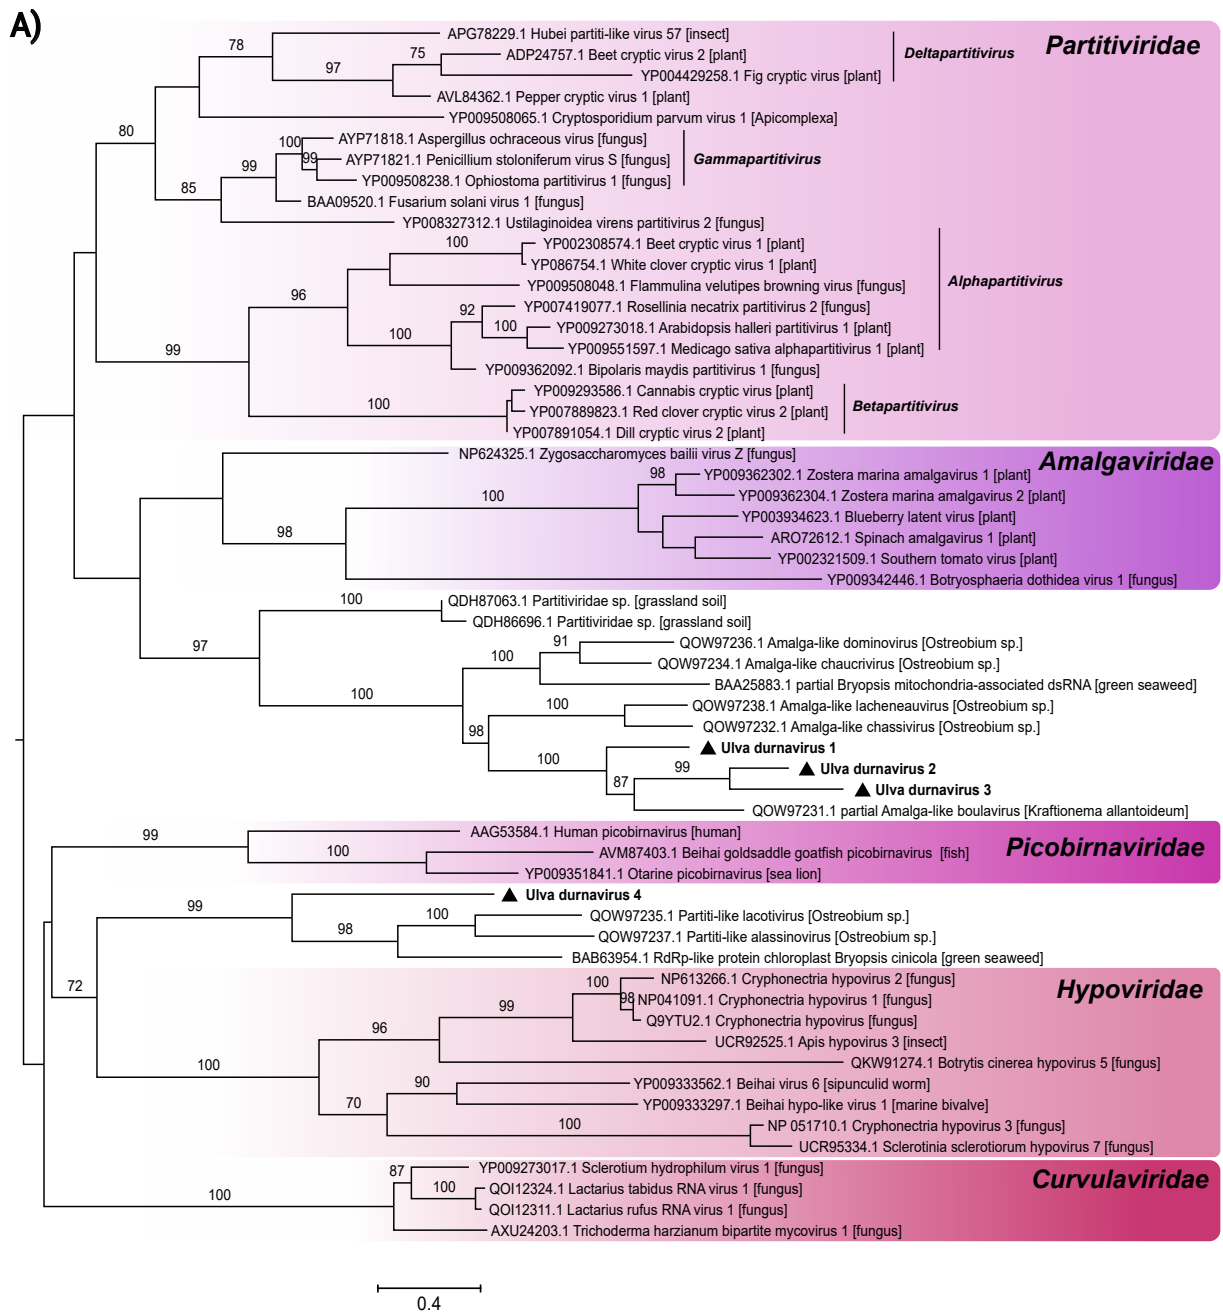 A)
Partitiviridae
APG78229.1 Hubei partiti-like virus 57 [insect]
78
ADP24757.1 Beet cryptic virus 2 [plant]
75
Deltapartitivirus
97
YP004429258.1 Fig cryptic virus [plant]
AVL84362.1 Pepper cryptic virus 1 [plant]
YP009508065.1 Cryptosporidium parvum virus 1 [Apicomplexa]
80
AYP71818.1 Aspergillus ochraceous virus [fungus]
100
99
AYP71821.1 Penicillium stoloniferum virus S [fungus]
Gammapartitivirus
99
YP009508238.1 Ophiostoma partitivirus 1 [fungus]
85
BAA09520.1 Fusarium solani virus 1 [fungus]
YP008327312.1 Ustilaginoidea virens partitivirus 2 [fungus]
100
YP002308574.1 Beet cryptic virus 1 [plant]
YP086754.1 White clover cryptic virus 1 [plant]
YP009508048.1 Flammulina velutipes browning virus [fungus]
Alphapartitivirus
96
YP007419077.1 Rosellinia necatrix partitivirus 2 [fungus]
92
100
YP009273018.1 Arabidopsis halleri partitivirus 1 [plant]
100
YP009551597.1 Medicago sativa alphapartitivirus 1 [plant]
99
YP009362092.1 Bipolaris maydis partitivirus 1 [fungus]
YP009293586.1 Cannabis cryptic virus [plant]
100
YP007889823.1 Red clover cryptic virus 2 [plant]
Betapartitivirus
YP007891054.1 Dill cryptic virus 2 [plant]
Amalgaviridae
NP624325.1 Zygosaccharomyces bailii virus Z [fungus]
98
YP009362302.1 Zostera marina amalgavirus 1 [plant]
100
YP009362304.1 Zostera marina amalgavirus 2 [plant]
YP003934623.1 Blueberry latent virus [plant]
98
ARO72612.1 Spinach amalgavirus 1 [plant]
YP002321509.1 Southern tomato virus [plant]
YP009342446.1 Botryosphaeria dothidea virus 1 [fungus]
100
QDH87063.1 Partitiviridae sp. [grassland soil]
QDH86696.1 Partitiviridae sp. [grassland soil]
97
91
QOW97236.1 Amalga-like dominovirus [Ostreobium sp.]
100
QOW97234.1 Amalga-like chaucrivirus [Ostreobium sp.]
BAA25883.1 partial Bryopsis mitochondria-associated dsRNA [green seaweed]
100
100
QOW97238.1 Amalga-like lacheneauvirus [Ostreobium sp.]
98
QOW97232.1 Amalga-like chassivirus [Ostreobium sp.]
100
Ulva durnavirus 1
99
Ulva durnavirus 2
87
Ulva durnavirus 3
QOW97231.1 partial Amalga-like boulavirus [Kraftionema allantoideum]
99
AAG53584.1 Human picobirnavirus [human]
Picobirnaviridae
100
AVM87403.1 Beihai goldsaddle goatfish picobirnavirus [fish]
YP009351841.1 Otarine picobirnavirus [sea lion]
Ulva durnavirus 4
99
100
QOW97235.1 Partiti-like lacotivirus [Ostreobium sp.]
98
QOW97237.1 Partiti-like alassinovirus [Ostreobium sp.]
BAB63954.1 RdRp-like protein chloroplast Bryopsis cinicola [green seaweed]
72
Hypoviridae
100
NP613266.1 Cryphonectria hypovirus 2 [fungus]
98
NP041091.1 Cryphonectria hypovirus 1 [fungus]
99
Q9YTU2.1 Cryphonectria hypovirus [fungus]
96
UCR92525.1 Apis hypovirus 3 [insect]
QKW91274.1 Botrytis cinerea hypovirus 5 [fungus]
100
90
YP009333562.1 Beihai virus 6 [sipunculid worm]
70
YP009333297.1 Beihai hypo-like virus 1 [marine bivalve]
100
NP 051710.1 Cryphonectria hypovirus 3 [fungus]
UCR95334.1 Sclerotinia sclerotiorum hypovirus 7 [fungus]
87
YP009273017.1 Sclerotium hydrophilum virus 1 [fungus]
Curvulaviridae
100
100
QOI12324.1 Lactarius tabidus RNA virus 1 [fungus]
QOI12311.1 Lactarius rufus RNA virus 1 [fungus]
AXU24203.1 Trichoderma harzianum bipartite mycovirus 1 [fungus]
0.4